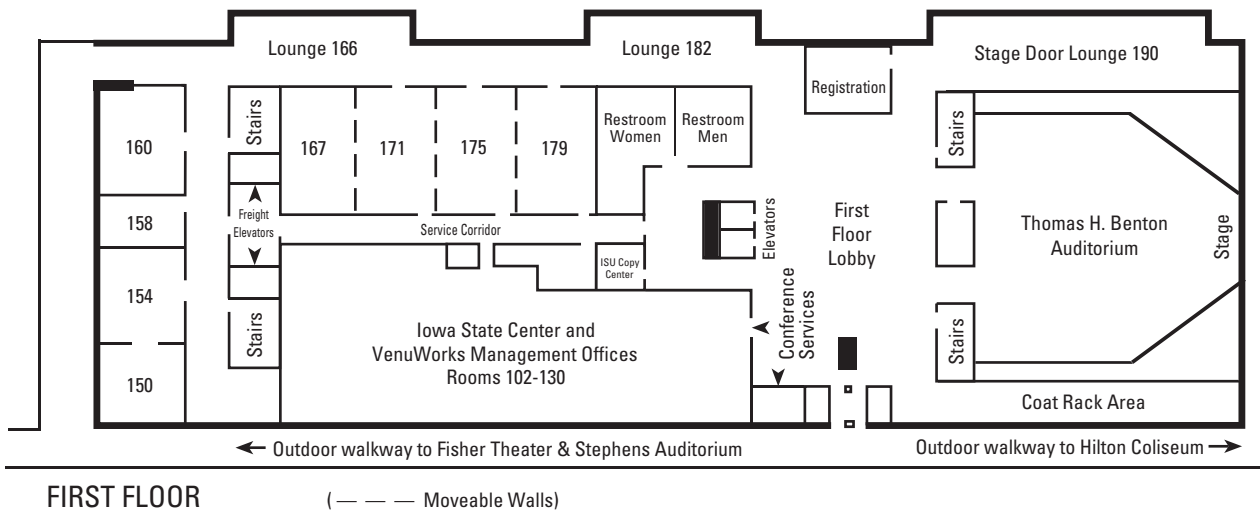 Lounge 166
Lounge 182
Stage Door Lounge 190
Registration
160
Stairs
167
171
175
179
Restroom
Women
Restroom
Men
Stairs
158
Freight
Elevators
Service Corridor
Elevators
First
Floor
Lobby
Thomas H. Benton
Auditorium
Stage
ISU Copy
Center
154
Stairs
Iowa State Center and
VenuWorks Management Offices
Rooms 102-130
Conference
Services
Stairs
150
Coat Rack Area
Outdoor walkway to Fisher Theater & Stephens Auditorium
Outdoor walkway to Hilton Coliseum
FIRST FLOOR
( — — — Moveable Walls)